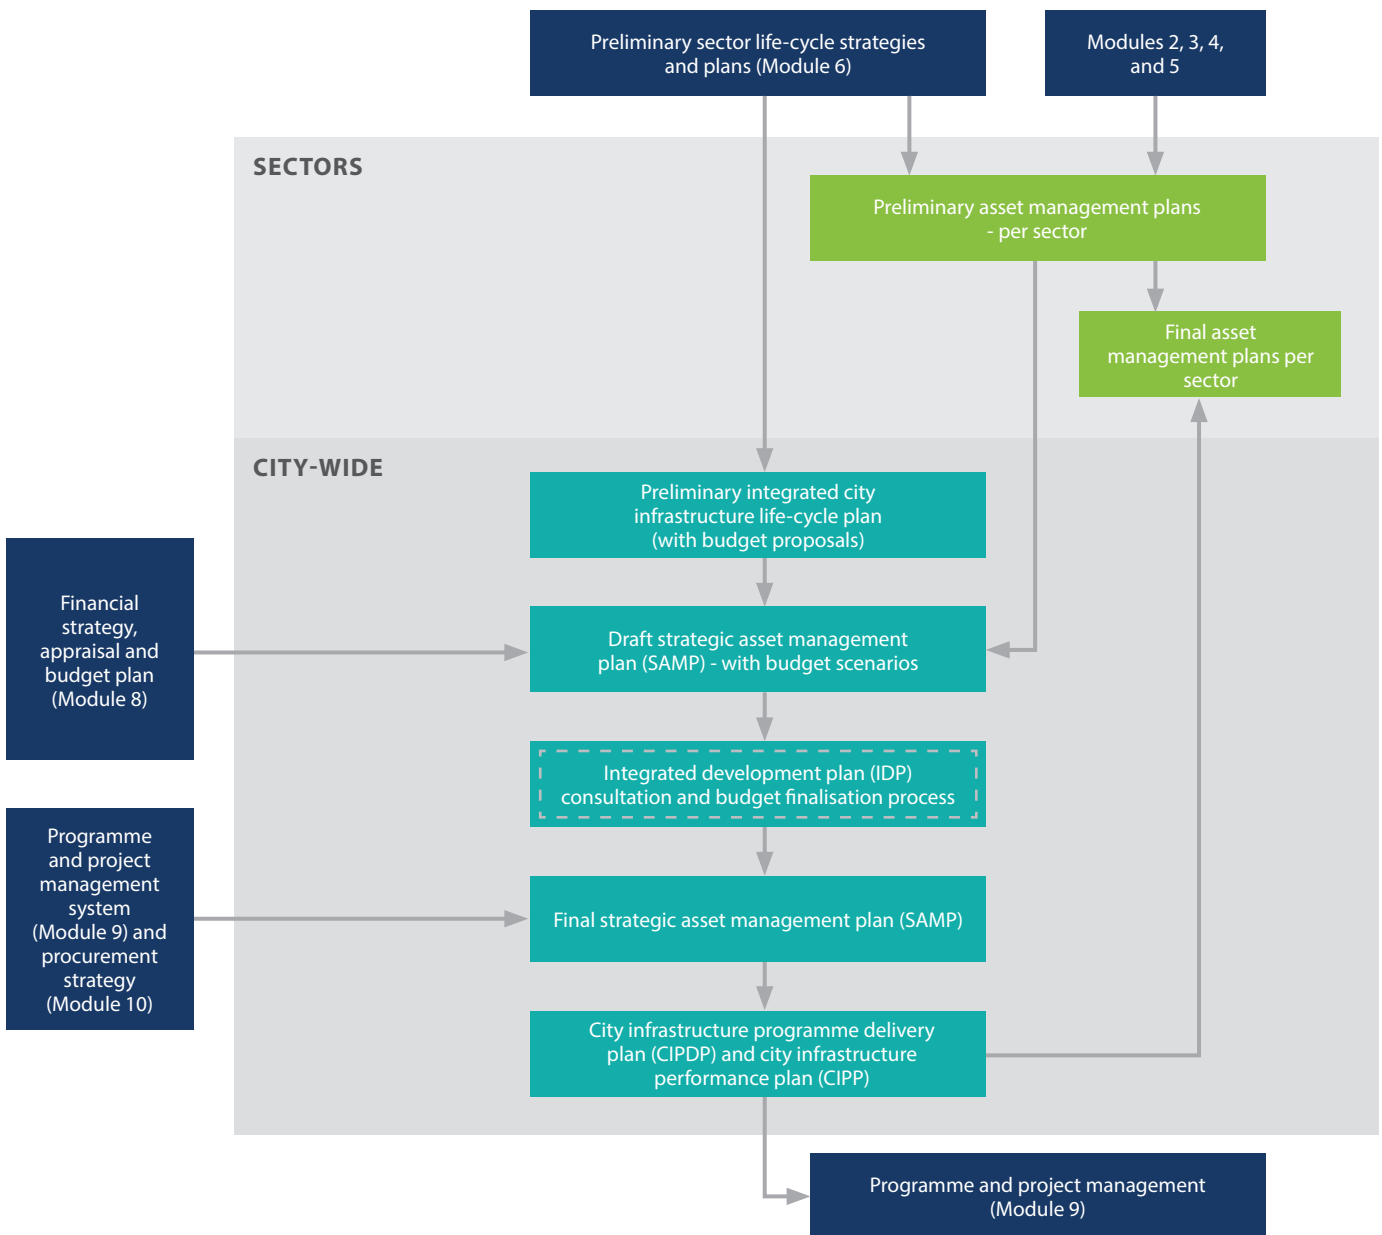 Preliminary sector life-cycle strategies
and plans (Module 6)
Modules 2, 3, 4,
and 5
SECTORS
Preliminary asset management plans
- per sector
Final asset
management plans per
sector
CITY-WIDE
Preliminary integrated city
infrastructure life-cycle plan
(with budget proposals)
Financial
strategy,
appraisal and
budget plan
(Module 8)
Draft strategic asset management
plan (SAMP) - with budget scenarios
Integrated development plan (IDP)
consultation and budget finalisation process
Programme
and project
management
system
(Module 9) and
procurement
strategy
(Module 10)
Final strategic asset management plan (SAMP)
City infrastructure programme delivery
plan (CIPDP) and city infrastructure
performance plan (CIPP)
Programme and project management
(Module 9)